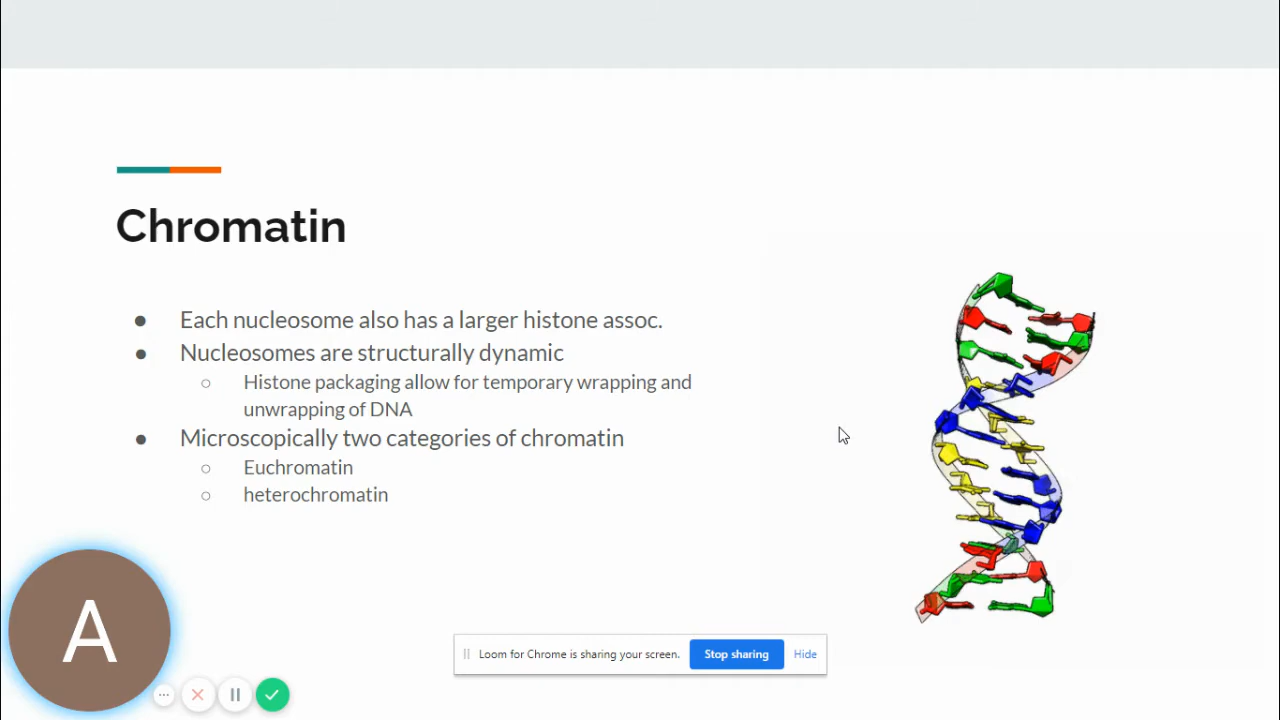 Chromatin
● Each nucleosome also has a larger histone assoc.
● Nucleosomes are structurally dynamic
○ Histone packaging allow for temporary wrapping and
unwrapping of DNA
● Microscopically two categories of chromatin
○ Euchromatin
○ heterochromatin
A
Loom for Chrome is sharing your screen. Stop sharing Hide